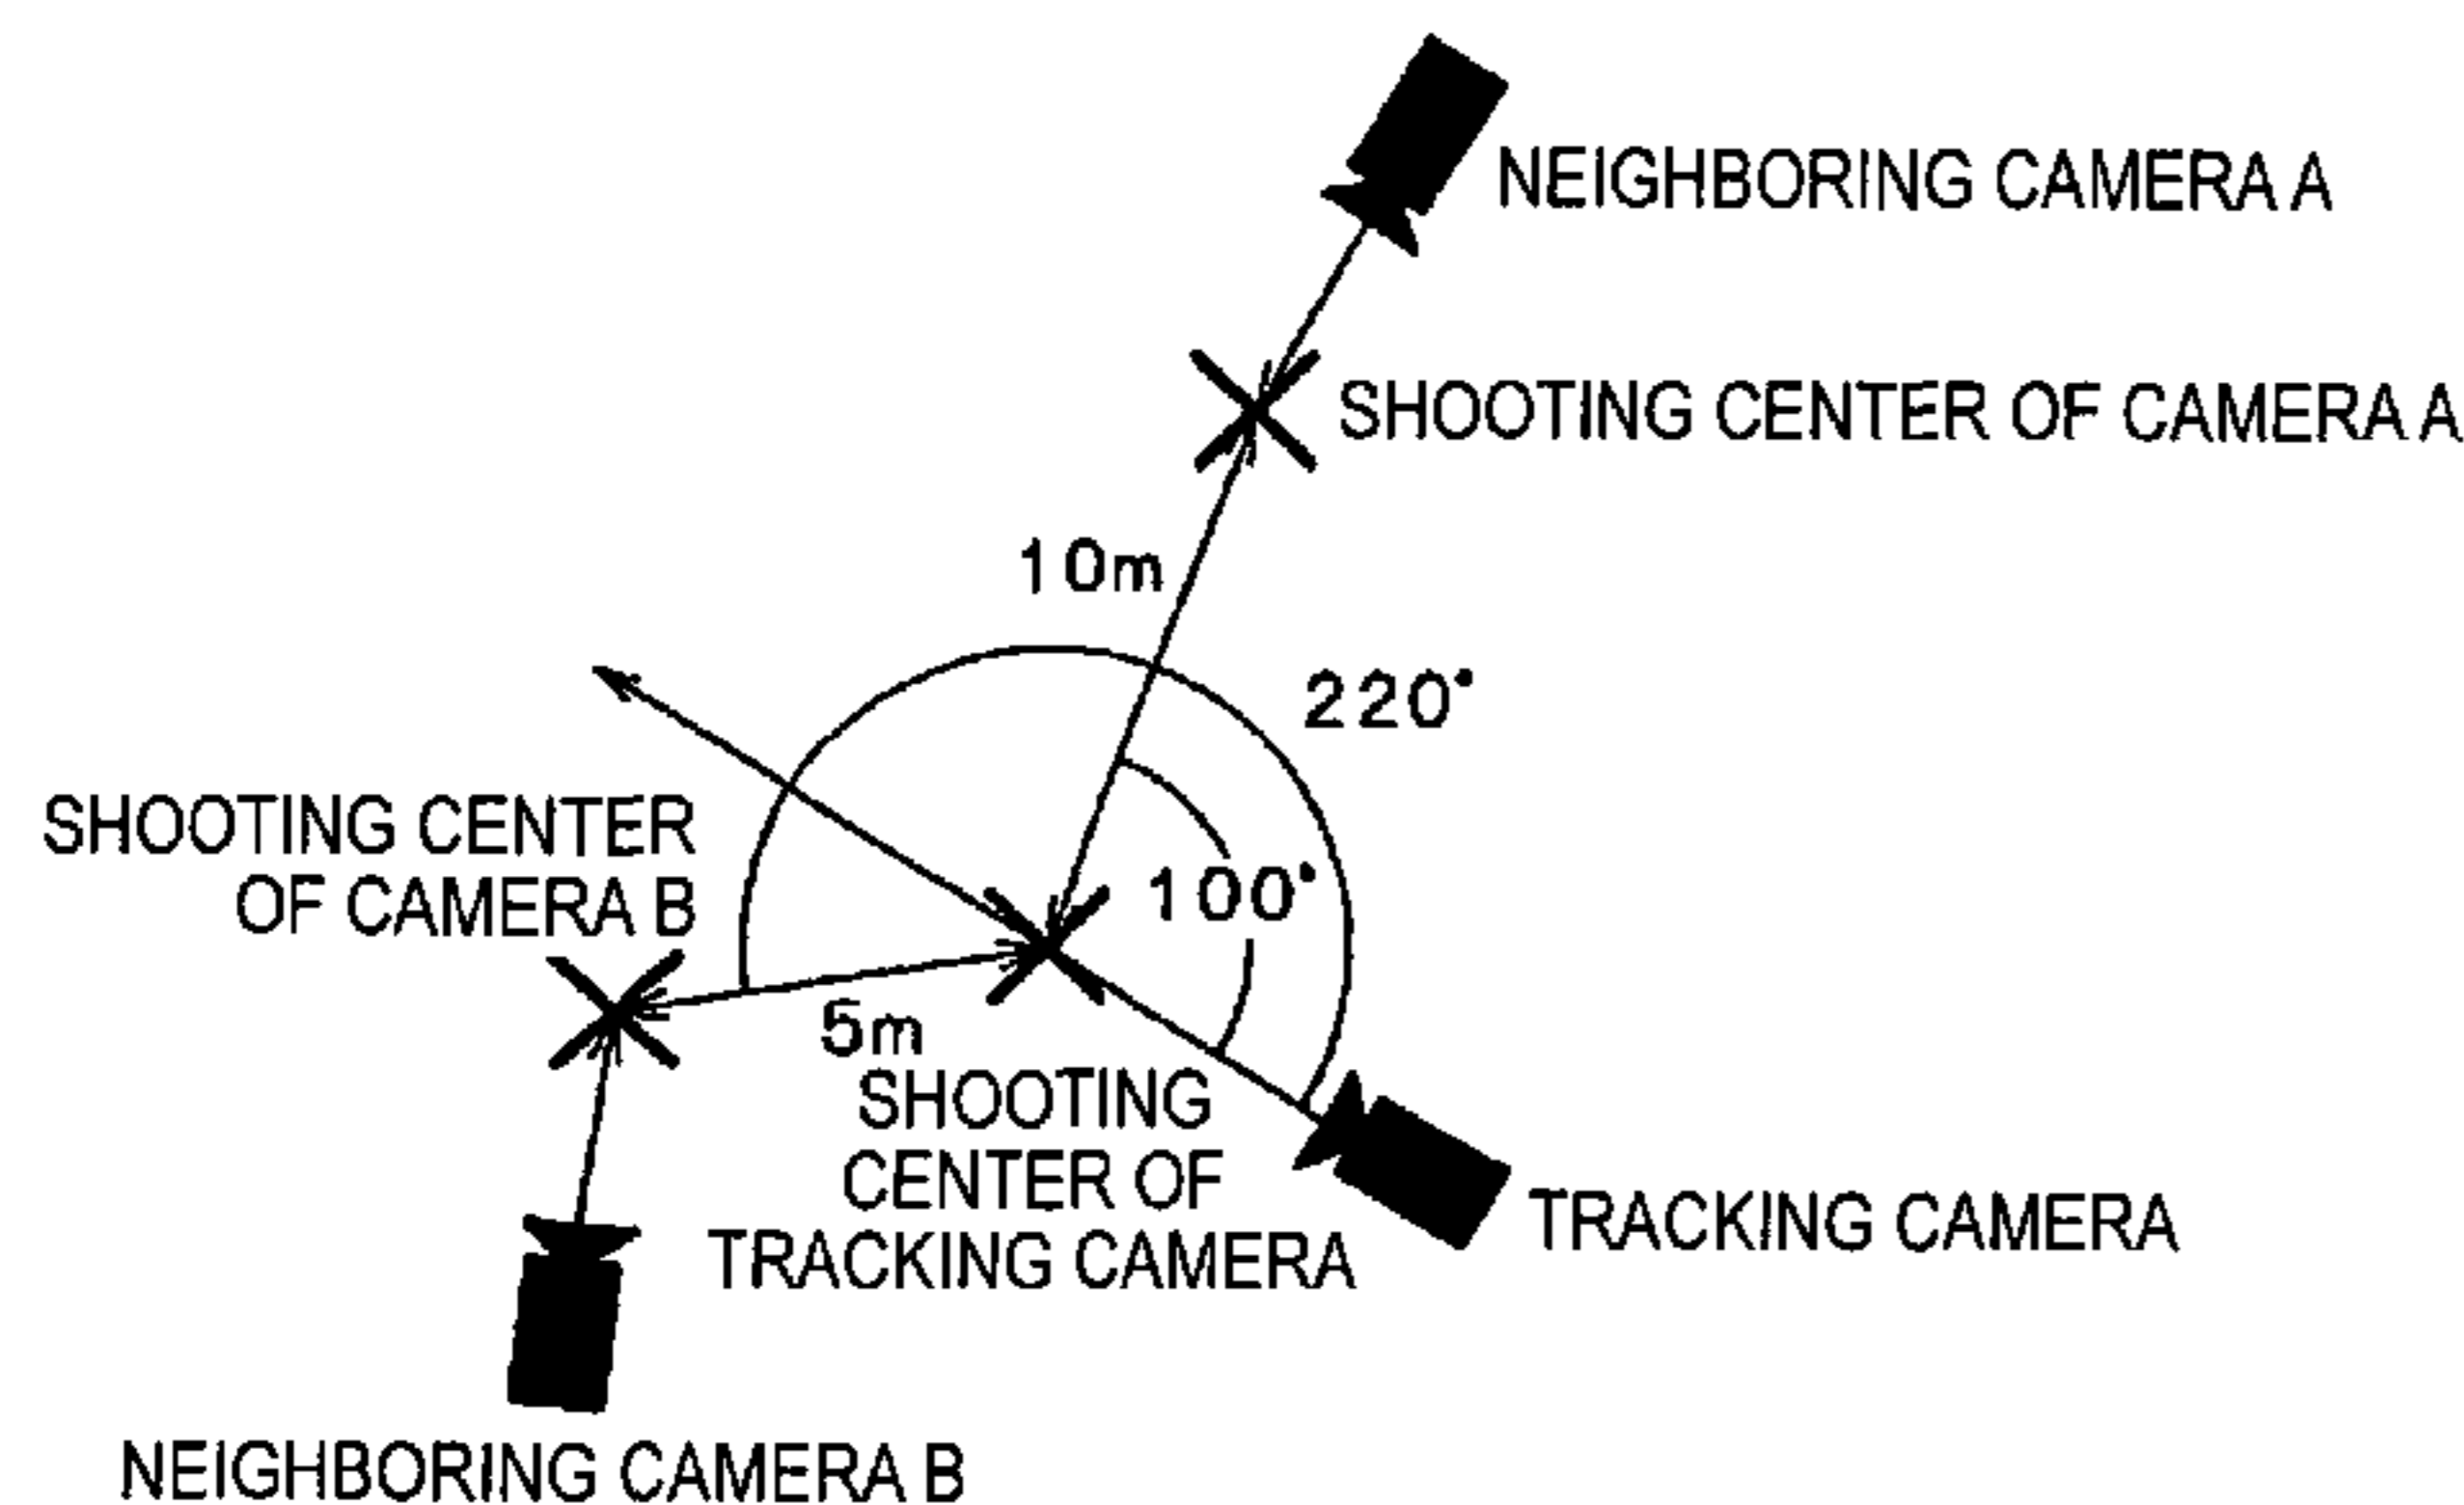 NEIGHBORING CAMERA A
SHOOTING CENTER OF CAMERA A
10m
220°
SHOOTING CENTER
OF CAMERA B
100°
5m
SHOOTING
CENTER OF
TRACKING CAMERA
TRACKING CAMERA
NEIGHBORING CAMERA B